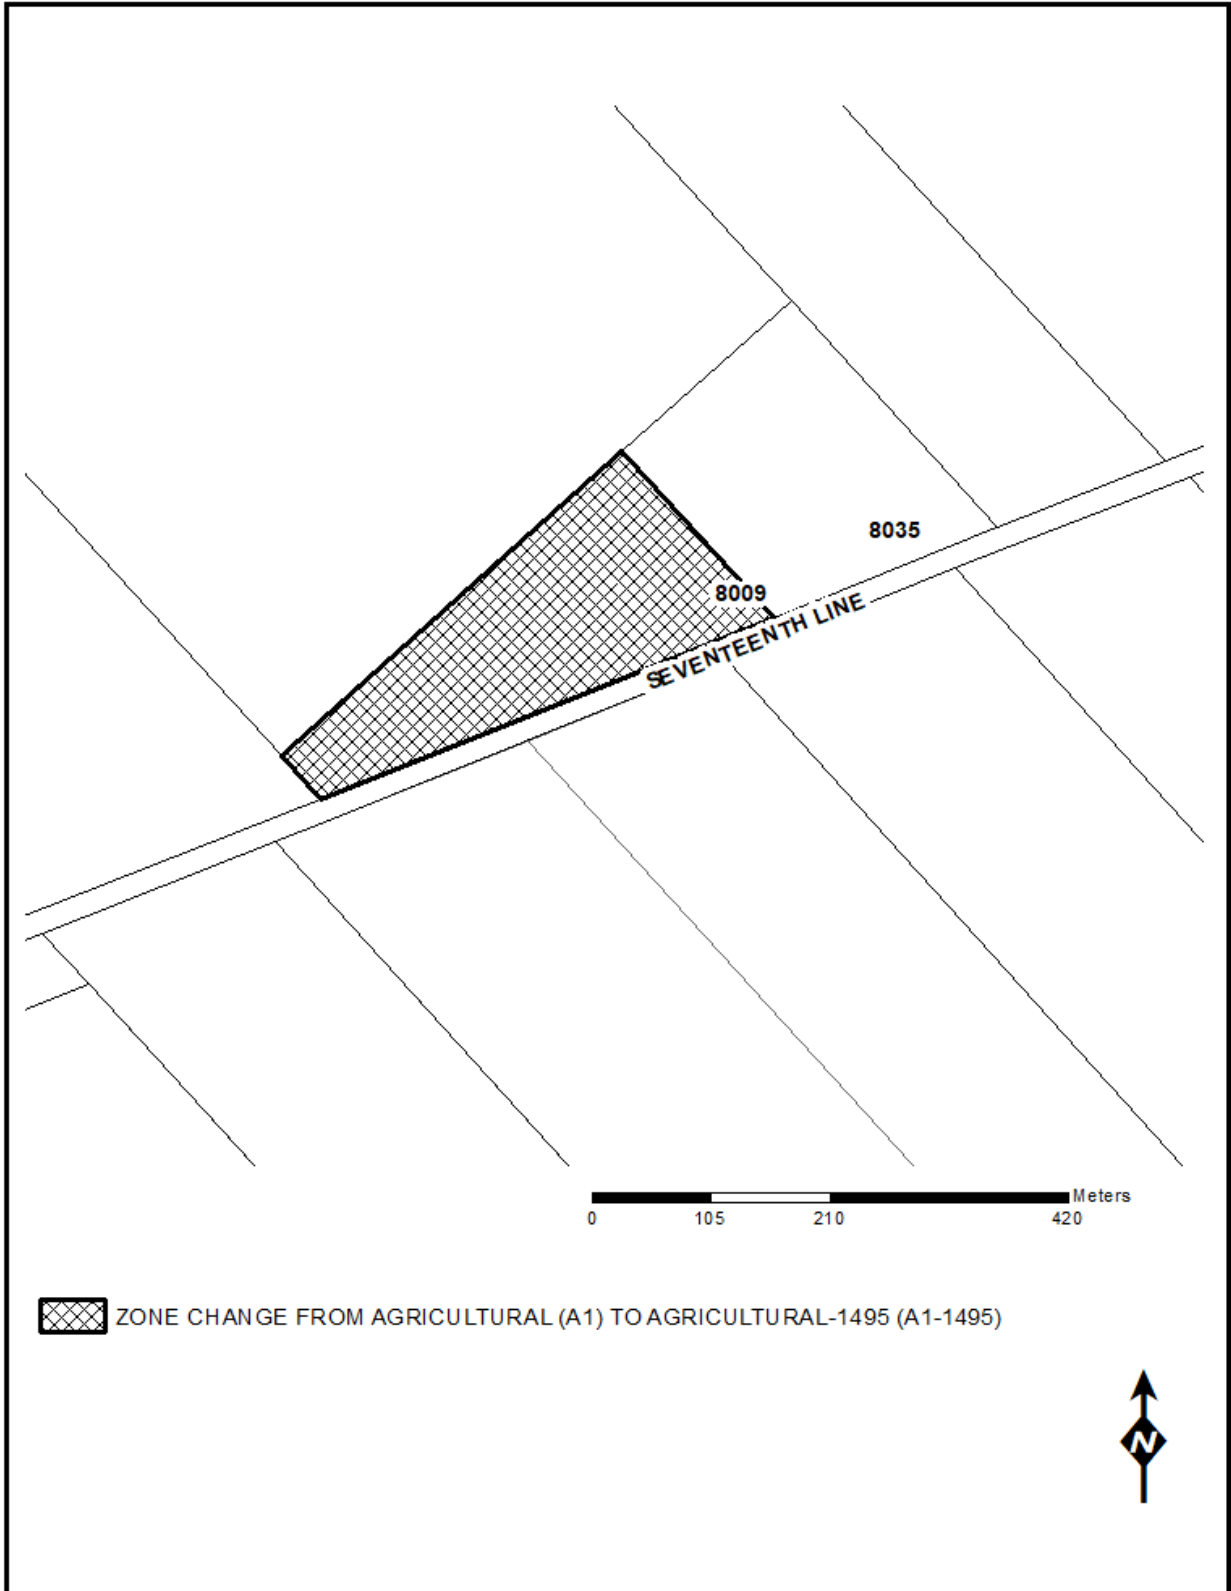 8035
8009
SEVENTEENTH LINE
Meters
0 105 210 420
ZONE CHANGE FROM AGRICULTURAL (A1) TO AGRICULTURAL-1495 (A1-1495)
N